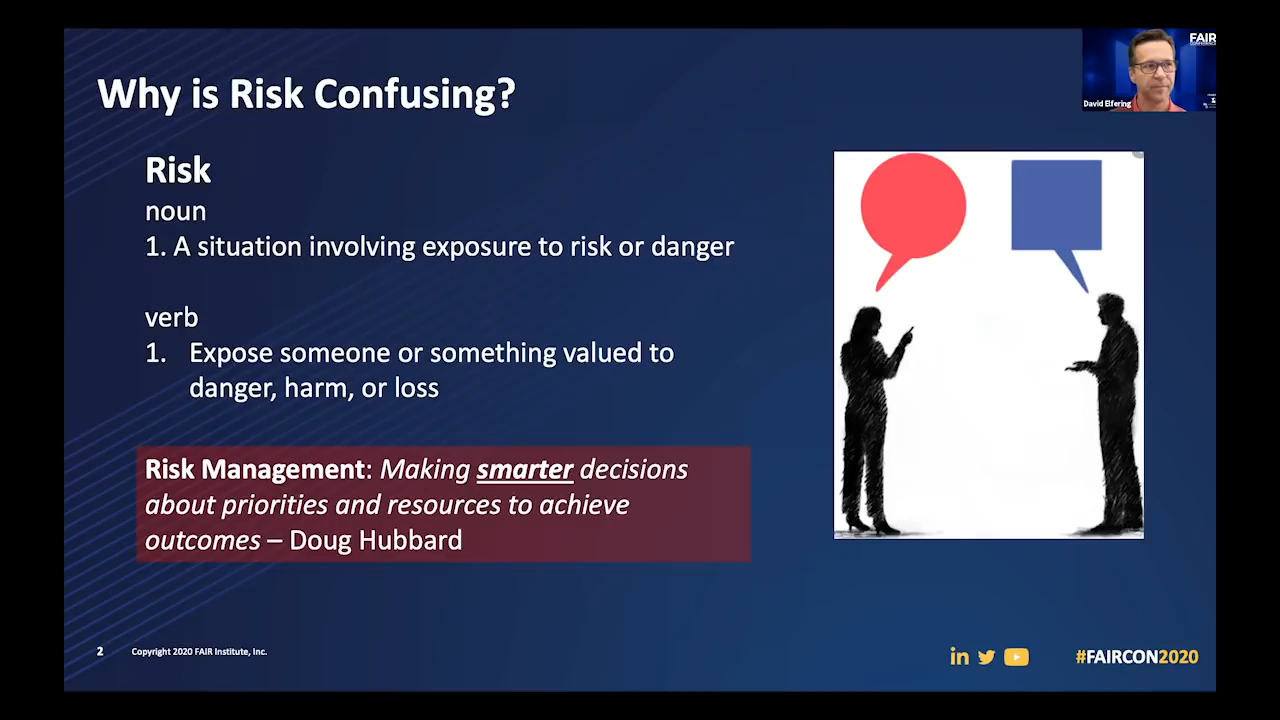 Why is Risk Confusing?
FAIR
David Elfering
Risk
noun
1. A situation involving exposure to risk or danger
verb
1. Expose someone or something valued to
danger, harm, or loss
Risk Management: Making smarter decisions
about priorities and resources to achieve
outcomes – Doug Hubbard
2
Copyright 2020 FAIR Institute, Inc.
in
#FAIRCON2020